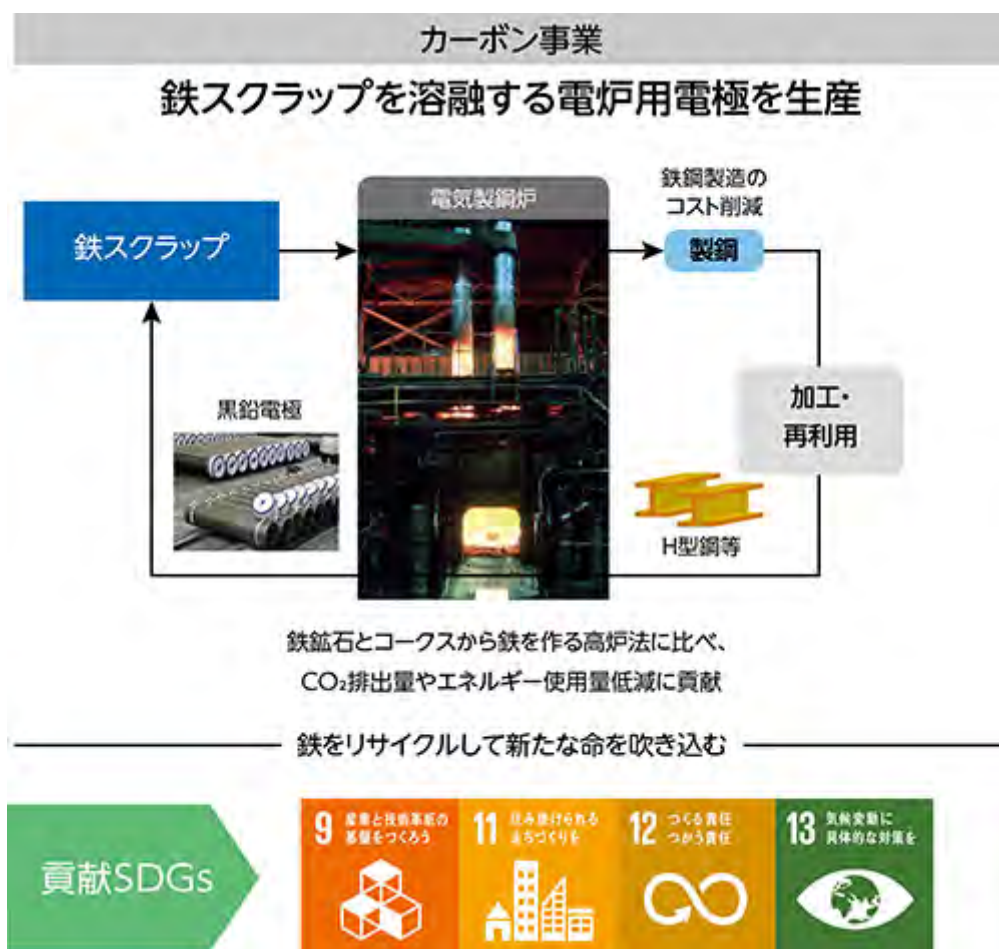 カーボン事業
鉄スクラップを溶融する電炉用電極を生産
鉄スクラップ
電気製鋼炉
鉄鋼製造の
コスト削減
製鋼
加工・
再利用
黒鉛電極
H型鋼等
鉄鉱石とコークスから鉄を作る高炉法に比べ、
CO₂排出量やエネルギー使用量低減に貢献
鉄をリサイクルして新たな命を吹き込む
貢献SDGs
9 産業と技術革新の
基盤をつくろう
11 住み続けられる
まちづくりを
12 つくる責任
つかう責任
13 気候変動に
具体的な対策を